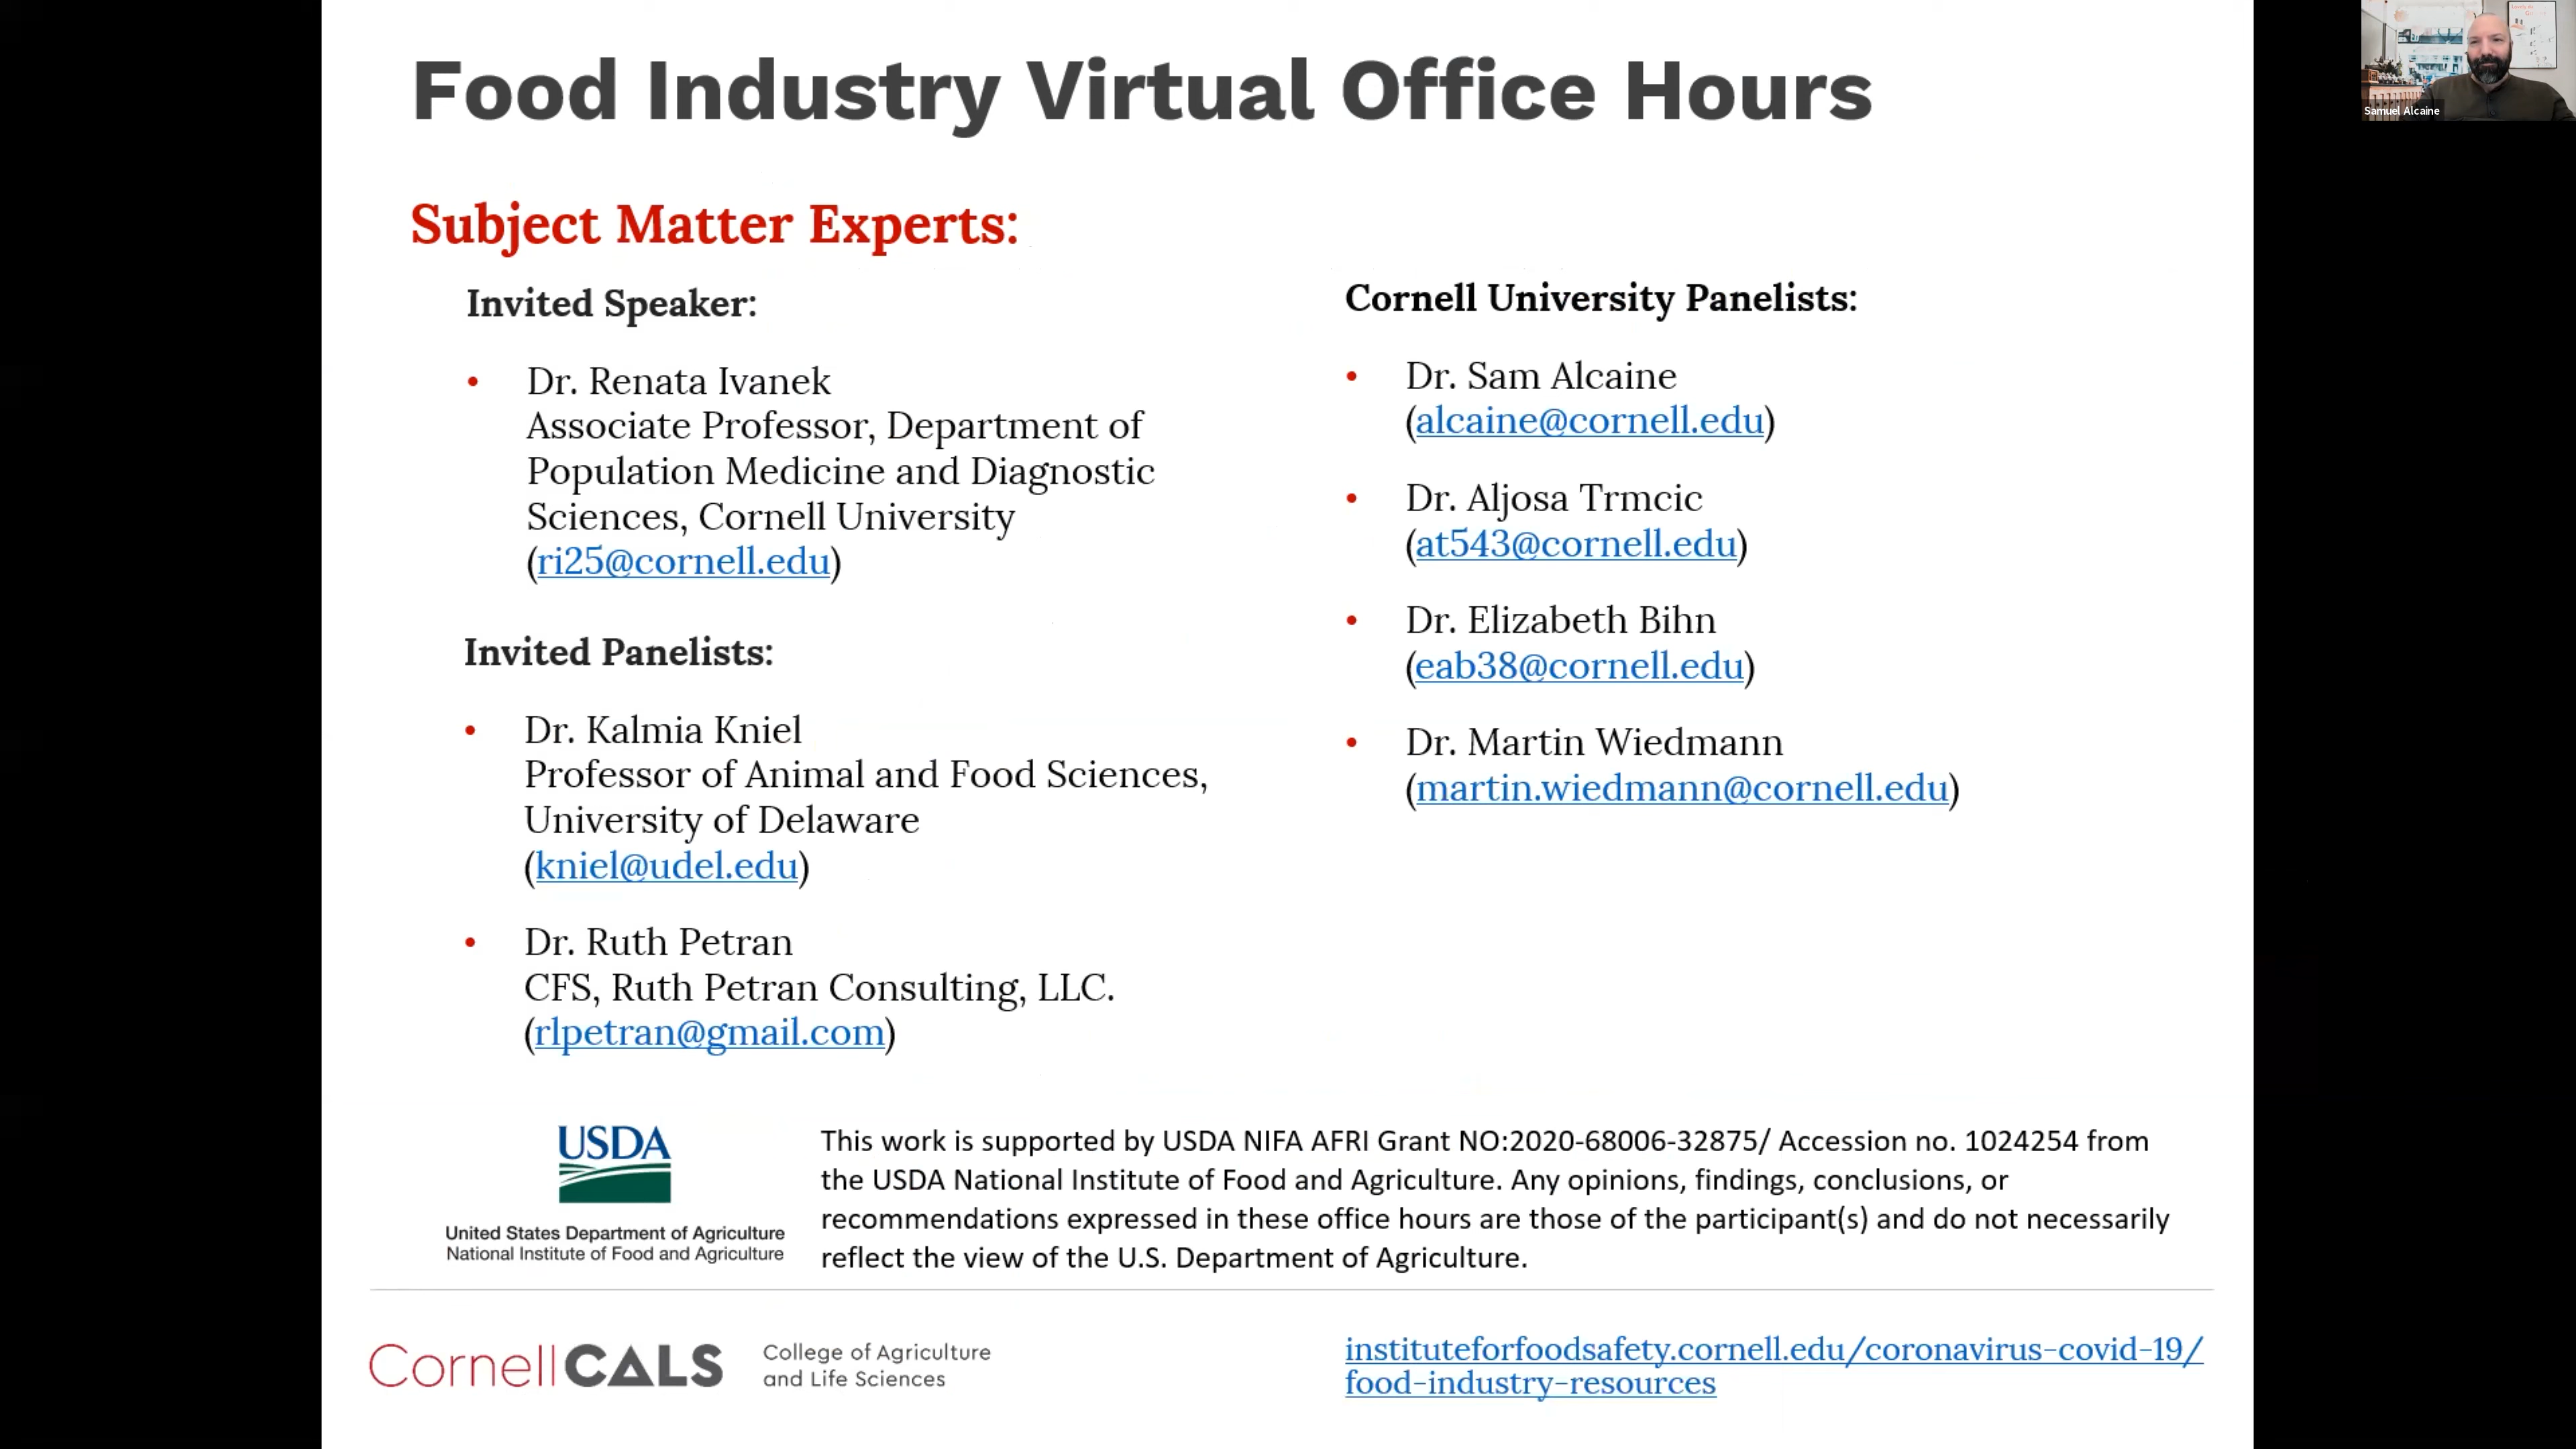 Food Industry Virtual Office Hours
Subject Matter Experts:
Invited Speaker:
• Dr. Renata Ivanek
Associate Professor, Department of
Population Medicine and Diagnostic
Sciences, Cornell University
(ri25@cornell.edu)
Invited Panelists:
• Dr. Kalmia Kniel
Professor of Animal and Food Sciences,
University of Delaware
(kniel@udel.edu)
• Dr. Ruth Petran
CFS, Ruth Petran Consulting, LLC.
(rlpetran@gmail.com)
Cornell University Panelists:
• Dr. Sam Alcaine
(alcaine@cornell.edu)
• Dr. Aljosa Trmcic
(at543@cornell.edu)
• Dr. Elizabeth Bihn
(eab38@cornell.edu)
• Dr. Martin Wiedmann
(martin.wiedmann@cornell.edu)
USDA
United States Department of Agriculture
National Institute of Food and Agriculture
This work is supported by USDA NIFA AFRI Grant NO:2020-68006-32875/ Accession no. 1024254 from
the USDA National Institute of Food and Agriculture. Any opinions, findings, conclusions, or
recommendations expressed in these office hours are those of the participant(s) and do not necessarily
reflect the view of the U.S. Department of Agriculture.
CornellCALS
College of Agriculture
and Life Sciences
instituteforfoodsafety.cornell.edu/coronavirus-covid-19/
food-industry-resources
Samuel Alcaine